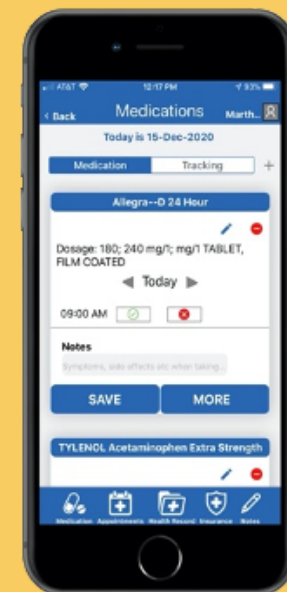 AT&T 12:17 PM 93%
Back Medications Marth..
Today is 15-Dec-2020
Medication Tracking +
Allegra--D 24 Hour
Dosage: 180; 240 mg/1; mg/1 TABLET,
FILM COATED
Today
09:00 AM
Notes
Symptoms, side effects etc when taking...
SAVE MORE
TYLENOL Acetaminophen Extra Strength
Medication Appointments Health Record Insurance Notes